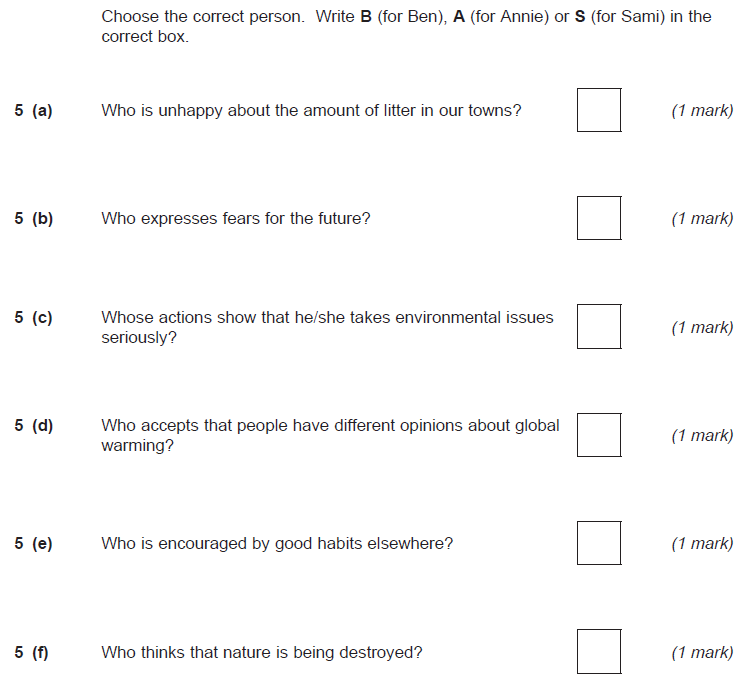 Choose the correct person. Write B (for Ben), A (for Annie) or S (for Sami) in the
correct box.
5 (a) Who is unhappy about the amount of litter in our towns? (1 mark)
5 (b) Who expresses fears for the future? (1 mark)
5 (c) Whose actions show that he/she takes environmental issues
seriously? (1 mark)
5 (d) Who accepts that people have different opinions about global
warming? (1 mark)
5 (e) Who is encouraged by good habits elsewhere? (1 mark)
5 (f) Who thinks that nature is being destroyed? (1 mark)